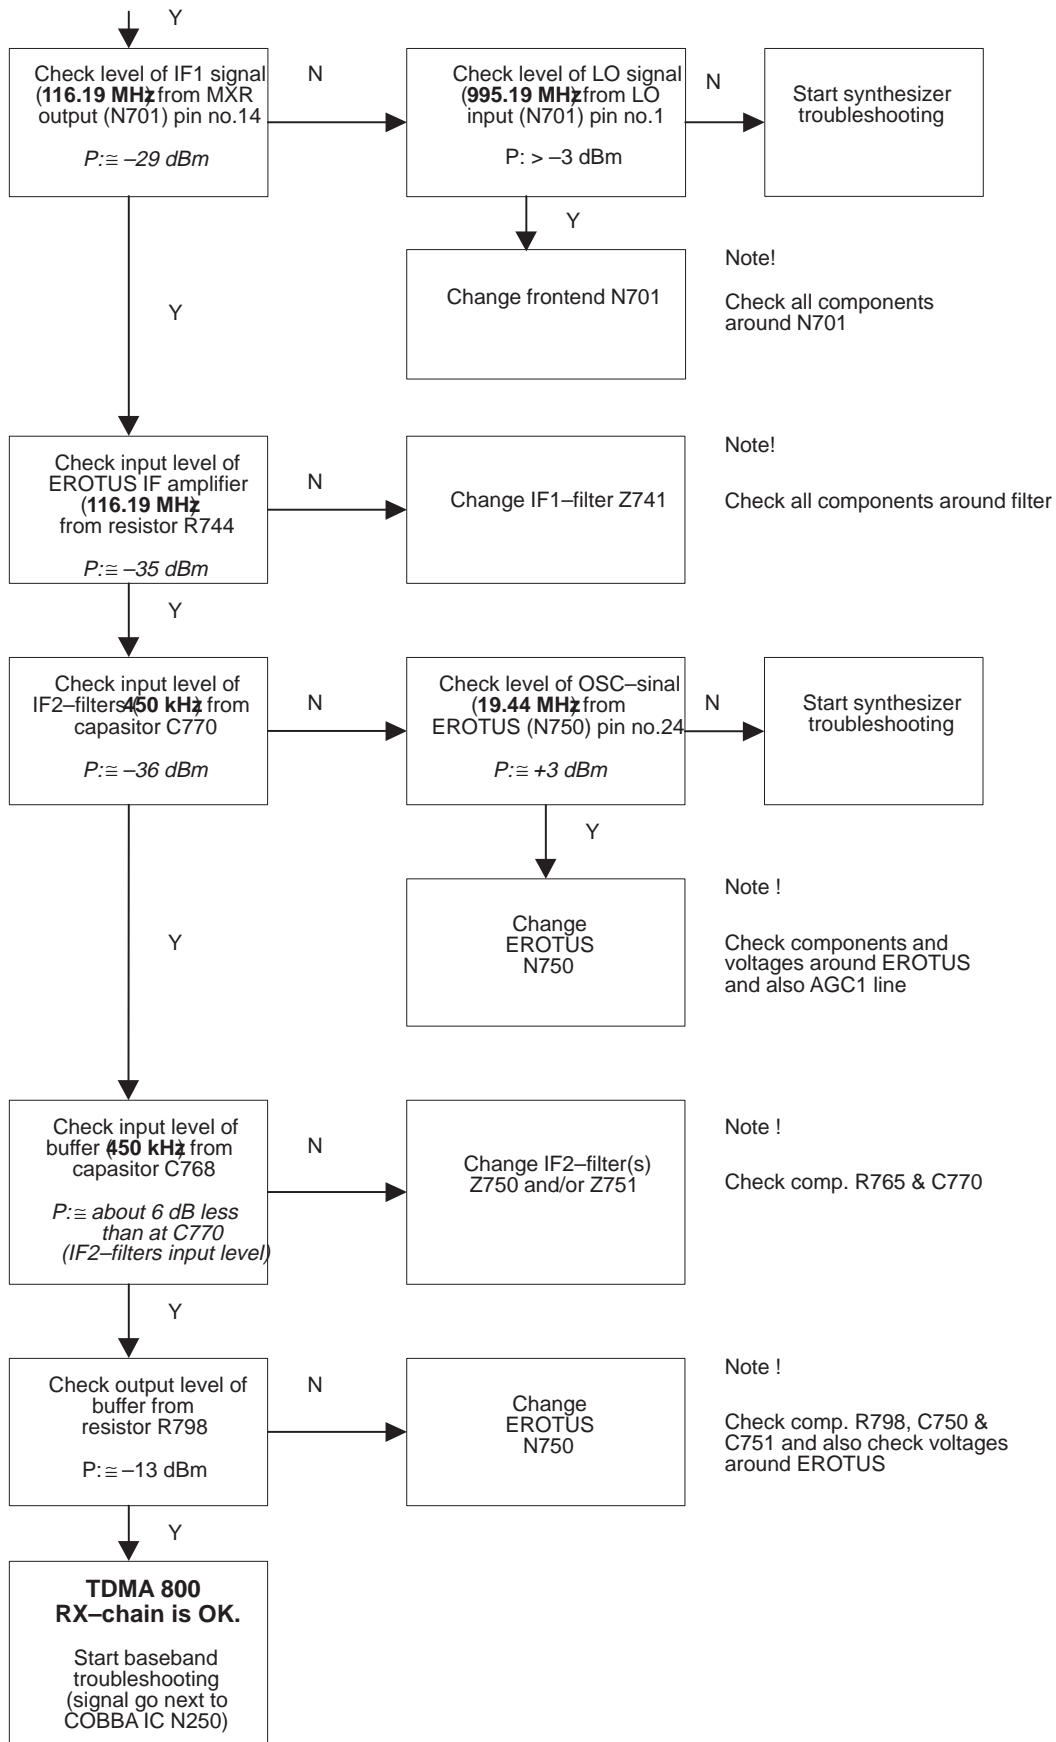 Y
Check level of IF1 signal
(116.19 MHz) from MXR
output (N701) pin no.14
P:≅ –29 dBm
N
Check level of LO signal
(995.19 MHz) from LO
input (N701) pin no.1
P: > –3 dBm
N
Start synthesizer
troubleshooting
Y
Change frontend N701
Note!
Check all components
around N701
Y
Check input level of
EROTUS IF amplifier
(116.19 MHz)
from resistor R744
P:≅ –35 dBm
N
Change IF1–filter Z741
Note!
Check all components around filter
Y
Check input level of
IF2–filters (450 kHz) from
capasitor C770
P:≅ –36 dBm
N
Check level of OSC–sinal
(19.44 MHz) from
EROTUS (N750) pin no.24
P:≅ +3 dBm
N
Start synthesizer
troubleshooting
Y
Change
EROTUS
N750
Note !
Check components and
voltages around EROTUS
and also AGC1 line
Y
Check input level of
buffer (450 kHz) from
capasitor C768
P:≅ about 6 dB less
than at C770
(IF2–filters input level)
N
Change IF2–filter(s)
Z750 and/or Z751
Note !
Check comp. R765 & C770
Y
Check output level of
buffer from
resistor R798
P:≅ –13 dBm
N
Change
EROTUS
N750
Note !
Check comp. R798, C750 &
C751 and also check voltages
around EROTUS
Y
TDMA 800
RX–chain is OK.
Start baseband
troubleshooting
(signal go next to
COBBA IC N250)